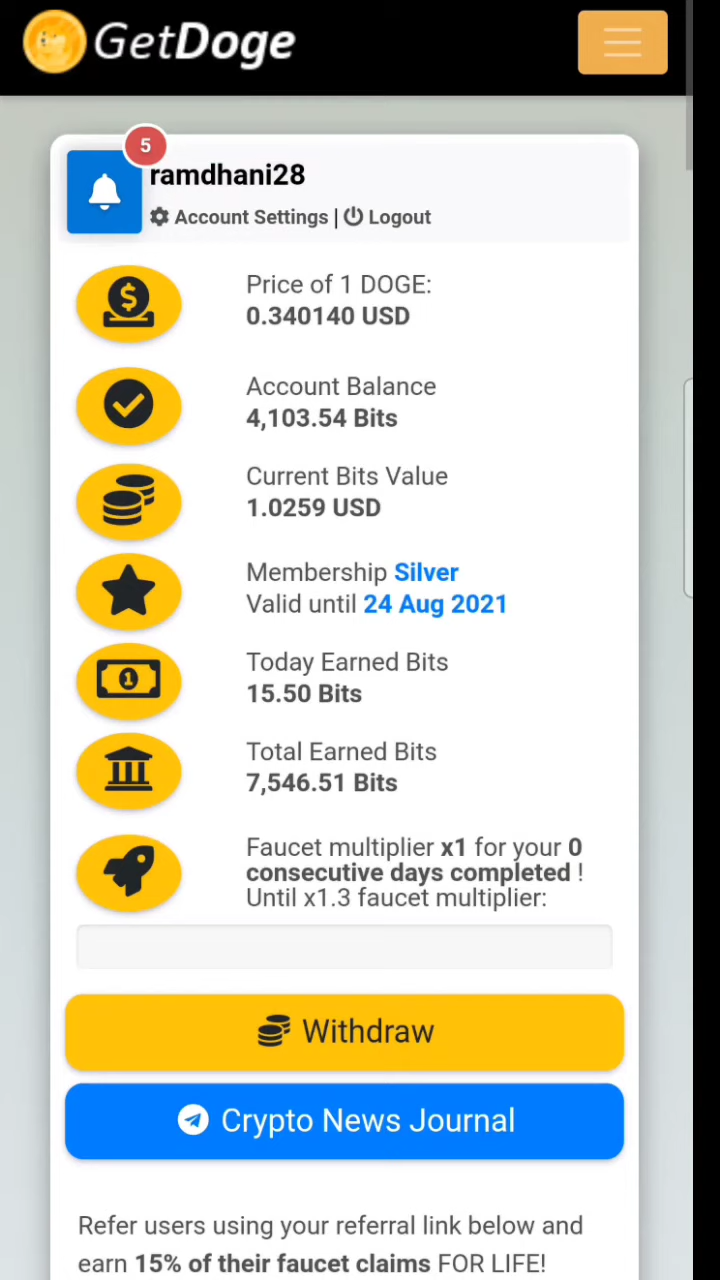 GetDoge
5
ramdhani28
Account Settings | Logout
Price of 1 DOGE:
0.340140 USD
Account Balance
4,103.54 Bits
Current Bits Value
1.0259 USD
Membership Silver
Valid until 24 Aug 2021
Today Earned Bits
15.50 Bits
Total Earned Bits
7,546.51 Bits
Faucet multiplier x1 for your 0
consecutive days completed !
Until x1.3 faucet multiplier:
Withdraw
Crypto News Journal
Refer users using your referral link below and
earn 15% of their faucet claims FOR LIFE!